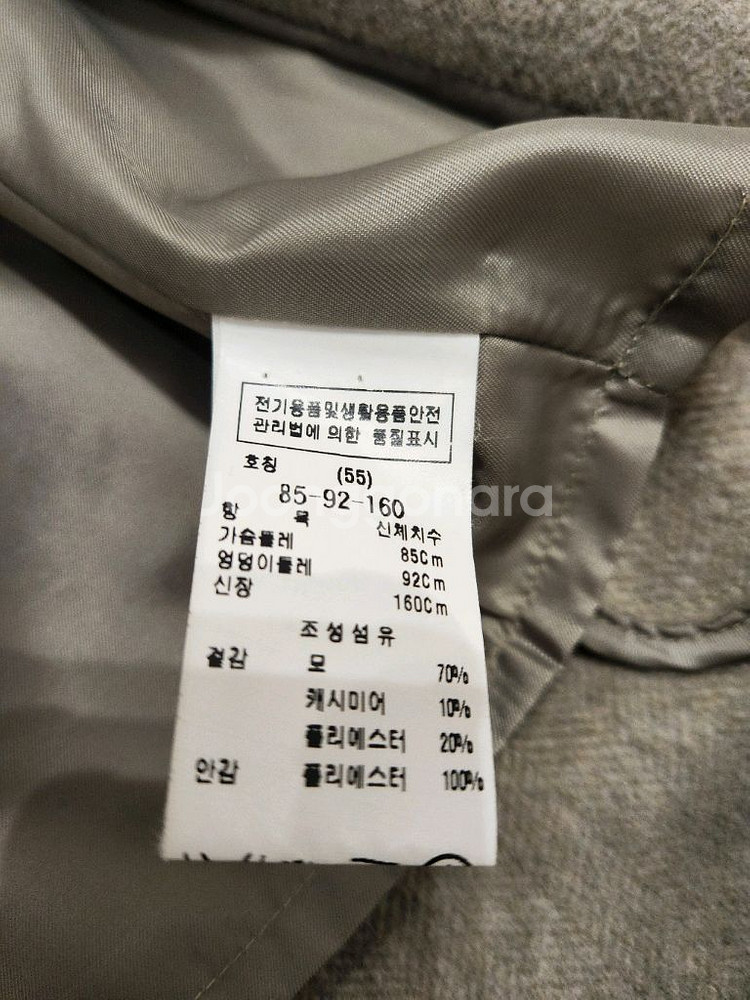 전기용품및생활용품안전
관리법에 의한 품질표시
호칭 (55)
85-92-160
항 목 신체치수
가슴둘레 85Cm
엉덩이둘레 92Cm
신장 160Cm
조성섬유
겉감 모 70%
캐시미어 10%
폴리에스터 20%
안감 폴리에스터 100%
Joongonara